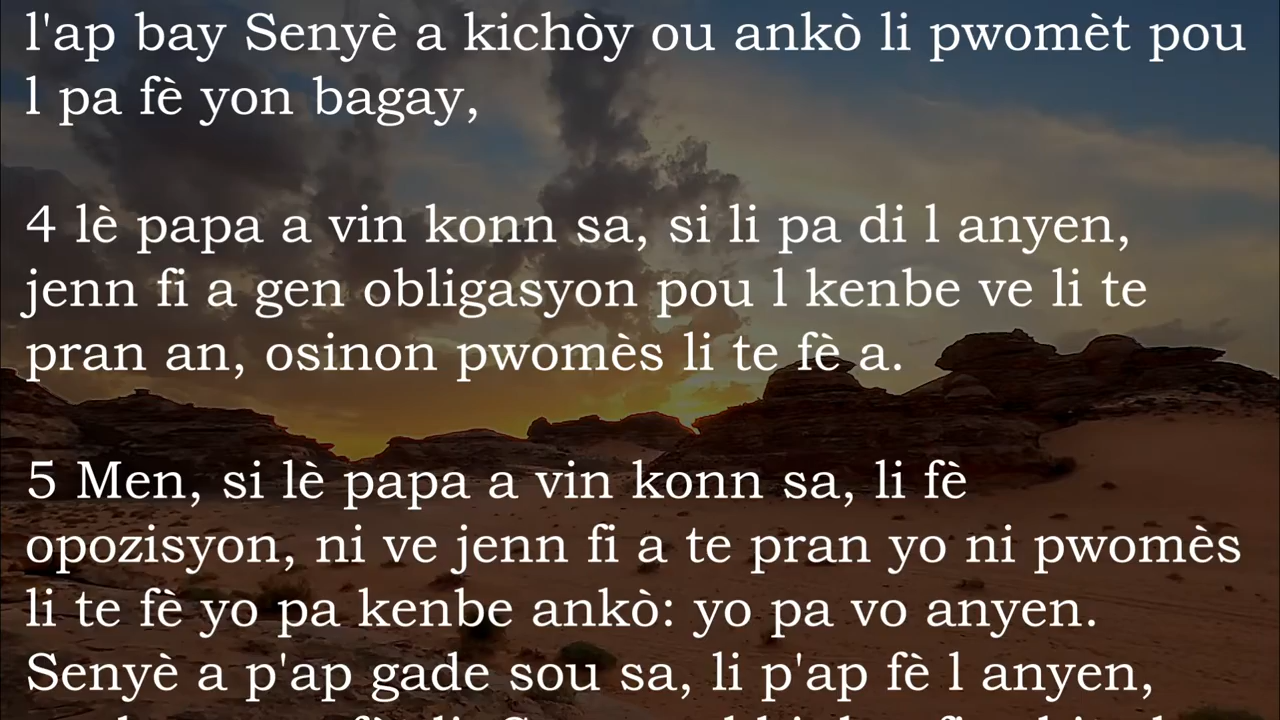 l'ap bay Senyè a kichòy ou ankò li pwomèt pou
l pa fè yon bagay,
4 lè papa a vin konn sa, si li pa di l anyen,
jenn fi a gen obligasyon pou l kenbe ve li te
pran an, osinon pwomès li te fè a.
5 Men, si lè papa a vin konn sa, li fè
opozisyon, ni ve jenn fi a te pran yo ni pwomès
li te fè yo pa kenbe ankò: yo pa vo anyen.
Senyè a p'ap gade sou sa, li p'ap fè l anyen,